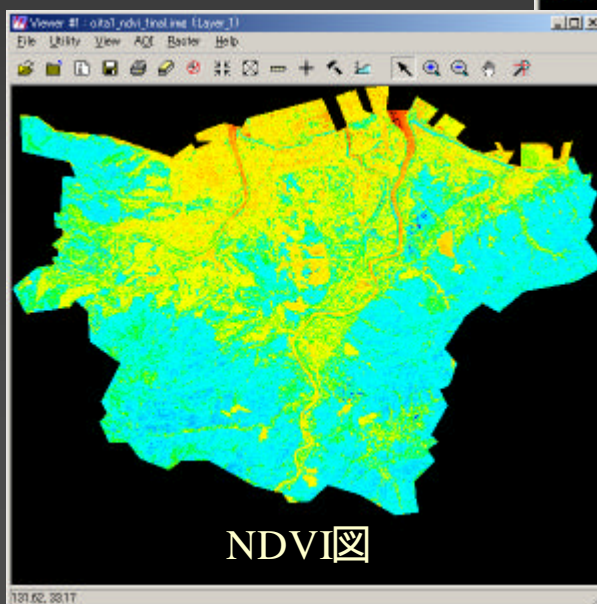 Viewer #1 : oita1_ndvi_final.img (Layer_1)
File Utility View AOI Raster Help
NDVI図
131.62, 33.17